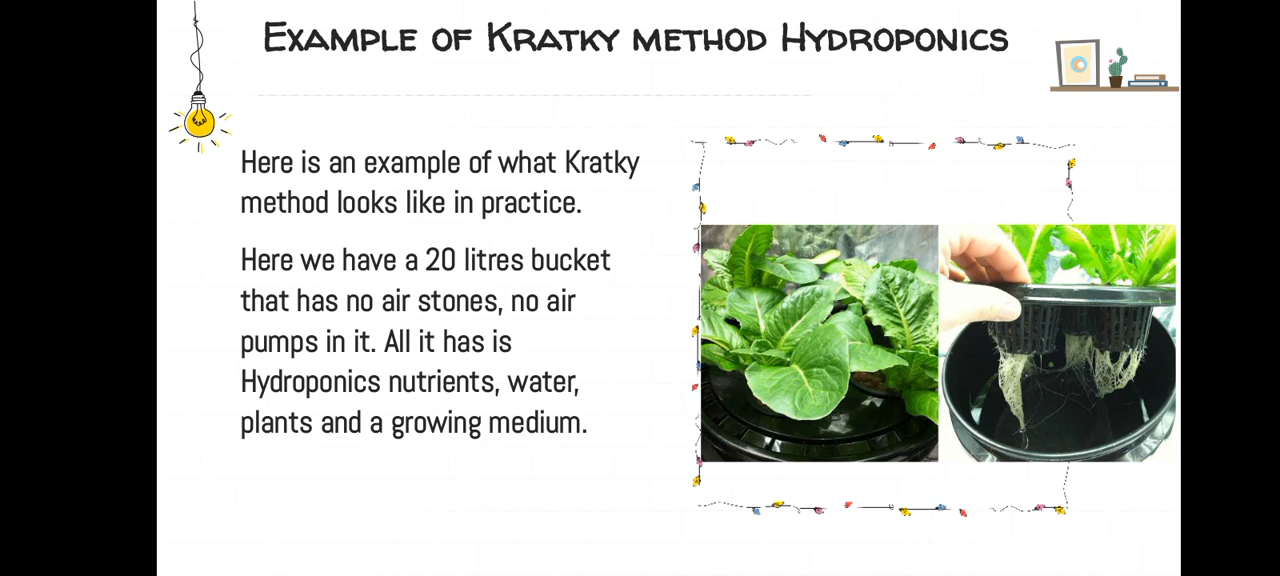 Example of Kratky method Hydroponics
Here is an example of what Kratky
method looks like in practice.
Here we have a 20 litres bucket
that has no air stones, no air
pumps in it. All it has is
Hydroponics nutrients, water,
plants and a growing medium.